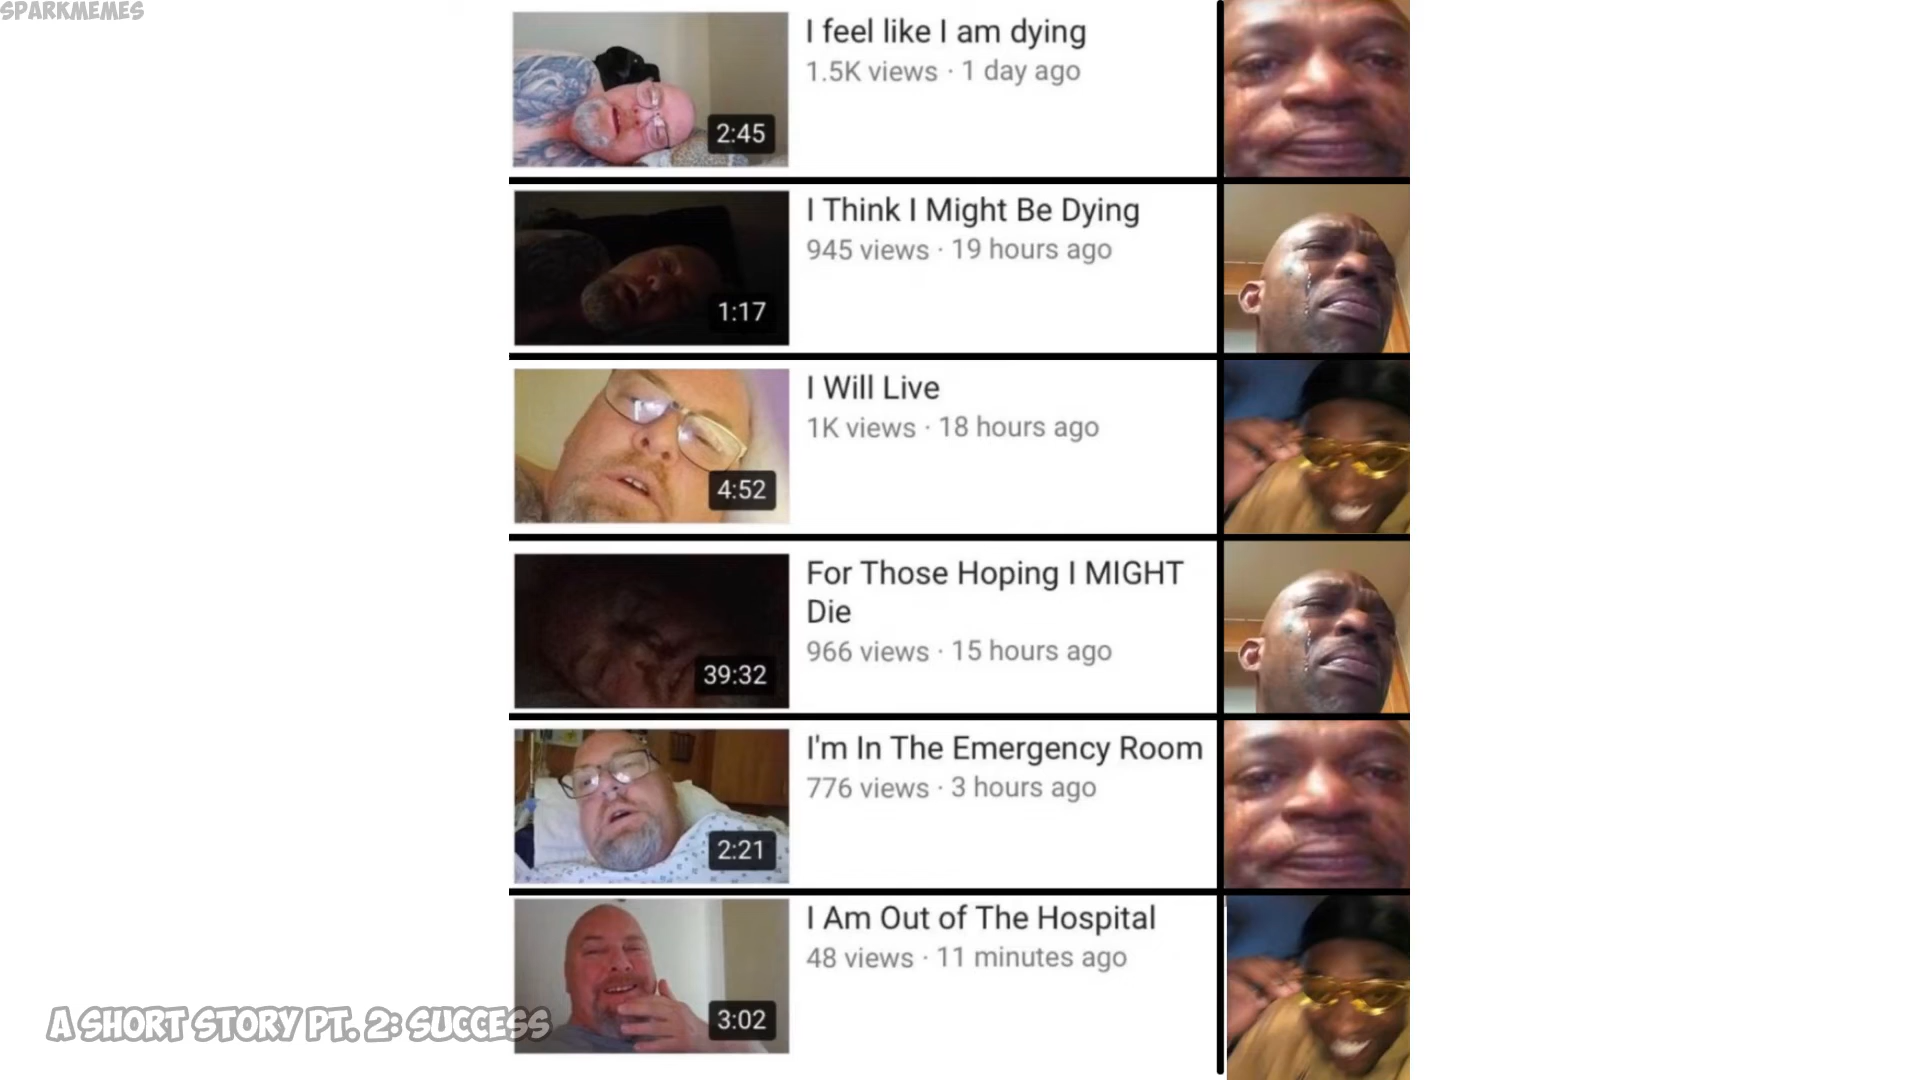 SPARKMEMES
I feel like I am dying
1.5K views · 1 day ago
2:45
I Think I Might Be Dying
945 views · 19 hours ago
1:17
I Will Live
1K views · 18 hours ago
4:52
For Those Hoping I MIGHT
Die
966 views · 15 hours ago
39:32
I'm In The Emergency Room
776 views · 3 hours ago
2:21
I Am Out of The Hospital
48 views · 11 minutes ago
3:02
A SHORT STORY PT. 2: SUCCESS